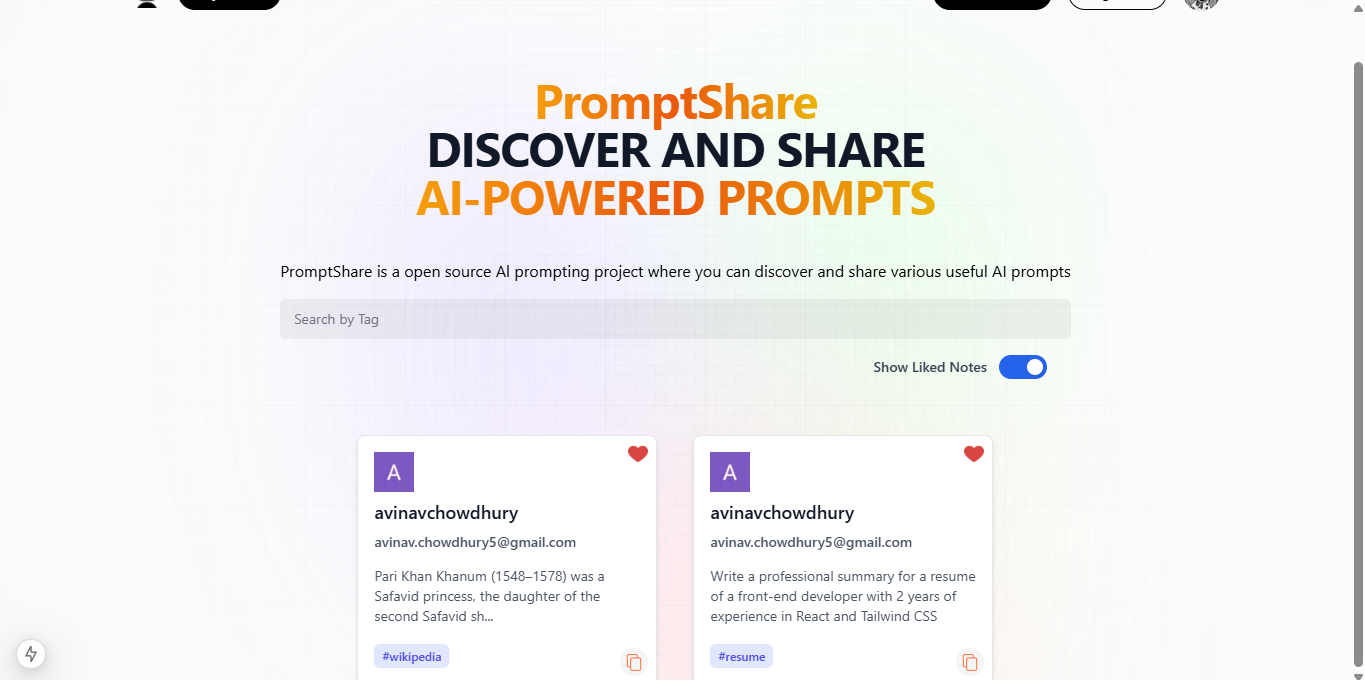 PromptShare
DISCOVER AND SHARE
AI-POWERED PROMPTS
PromptShare is a open source AI prompting project where you can discover and share various useful AI prompts
Search by Tag
Show Liked Notes
A
avinavchowdhury
avinav.chowdhury5@gmail.com
Pari Khan Khanum (1548–1578) was a
Safavid princess, the daughter of the
second Safavid sh...
#wikipedia
A
avinavchowdhury
avinav.chowdhury5@gmail.com
Write a professional summary for a resume
of a front-end developer with 2 years of
experience in React and Tailwind CSS
#resume